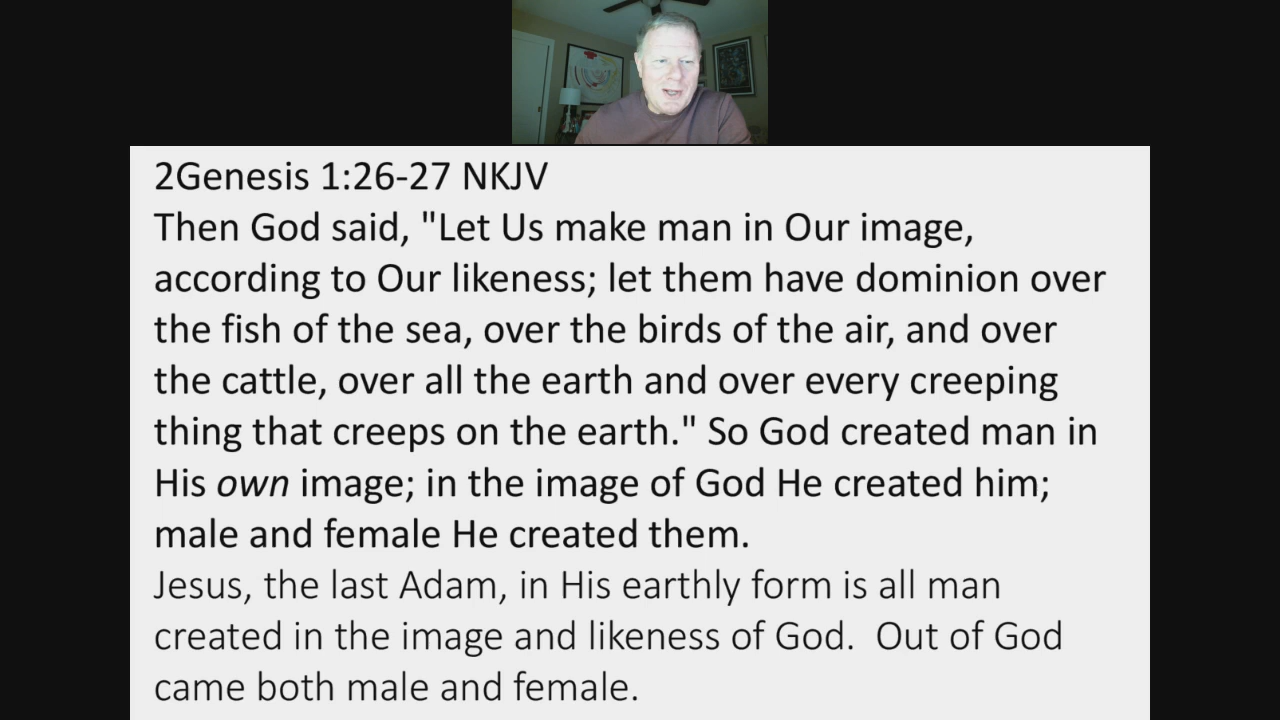 2Genesis 1:26-27 NKJV
Then God said, "Let Us make man in Our image,
according to Our likeness; let them have dominion over
the fish of the sea, over the birds of the air, and over
the cattle, over all the earth and over every creeping
thing that creeps on the earth." So God created man in
His own image; in the image of God He created him;
male and female He created them.
Jesus, the last Adam, in His earthly form is all man
created in the image and likeness of God.  Out of God
came both male and female.